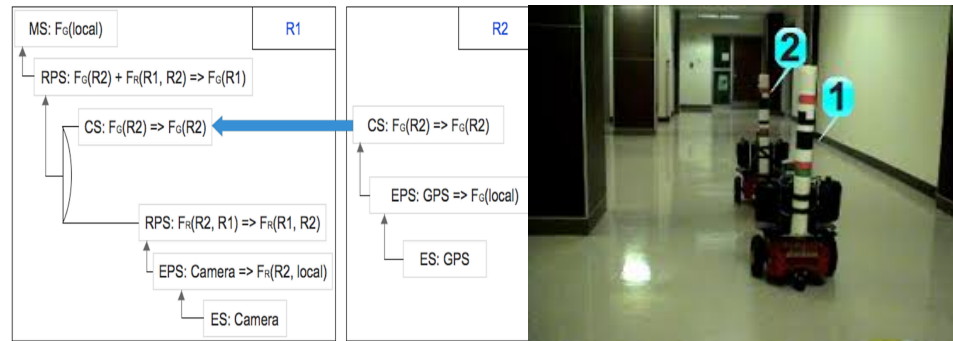 MS: FG(local)
R1
RPS: FG(R2) + FR(R1, R2) => FG(R1)
CS: FG(R2) => FG(R2)
RPS: FR(R2, R1) => FR(R1, R2)
EPS: Camera => FR(R2, local)
ES: Camera
R2
CS: FG(R2) => FG(R2)
EPS: GPS => FG(local)
ES: GPS
2
1